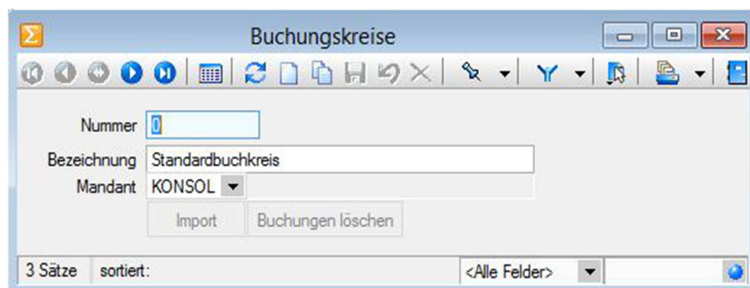 Buchungskreise
Nummer 0
Bezeichnung Standardbuchkreis
Mandant KONSOL
Import Buchungen löschen
3 Sätze sortiert: <Alle Felder>